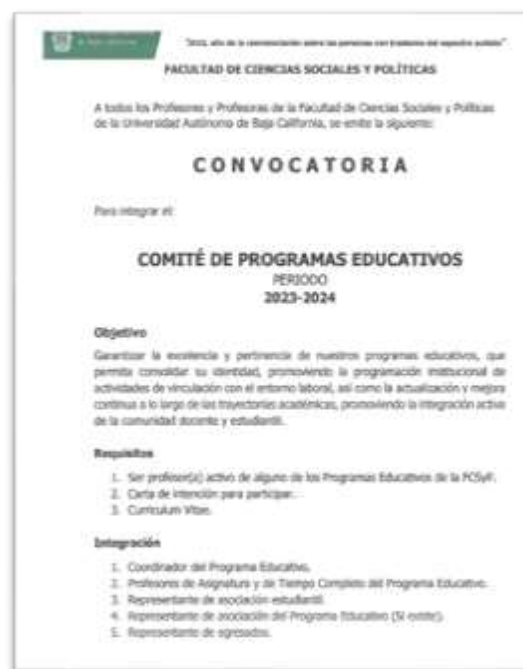 "2023, año de la concienciación sobre las personas con trastorno del espectro autista"
FACULTAD DE CIENCIAS SOCIALES Y POLÍTICAS
A todos los Profesores y Profesoras de la Facultad de Ciencias Sociales y Políticas
de la Universidad Autónoma de Baja California, se emite la siguiente:
CONVOCATORIA
Para integrar el:
COMITÉ DE PROGRAMAS EDUCATIVOS
PERIODO
2023-2024
Objetivo
Garantizar la excelencia y pertinencia de nuestros programas educativos, que
permita consolidar su identidad, promoviendo la programación institucional de
actividades de vinculación con el entorno laboral, así como la actualización y mejora
continua a lo largo de las trayectorias académicas, promoviendo la integración activa
de la comunidad docente y estudiantil.
Requisitos
1. Ser profesor(a) activo de alguno de los Programas Educativos de la FCSyP.
2. Carta de intención para participar.
3. Curriculum Vitae.
Integración
1. Coordinador del Programa Educativo.
2. Profesores de Asignatura y de Tiempo Completo del Programa Educativo.
3. Representante de asociación estudiantil.
4. Representante de asociación del Programa Educativo (Si existe).
5. Representante de egresados.